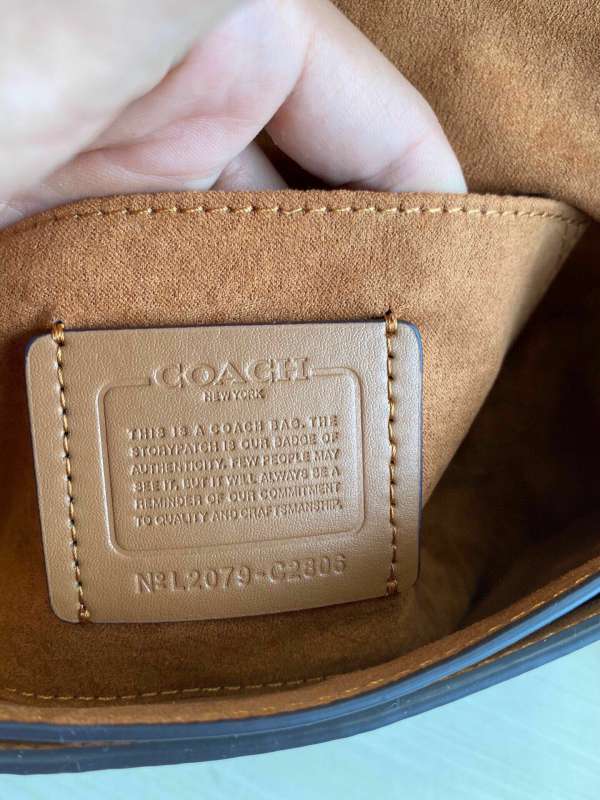 COACH
NEW YORK
THIS IS A COACH BAG. THE
STORYPATCH IS OUR BADGE OF
AUTHENTICITY. FEW PEOPLE MAY
SEE IT, BUT IT WILL ALWAYS BE A
REMINDER OF OUR COMMITMENT
TO QUALITY AND CRAFTSMANSHIP.
Nº L2079-C2806